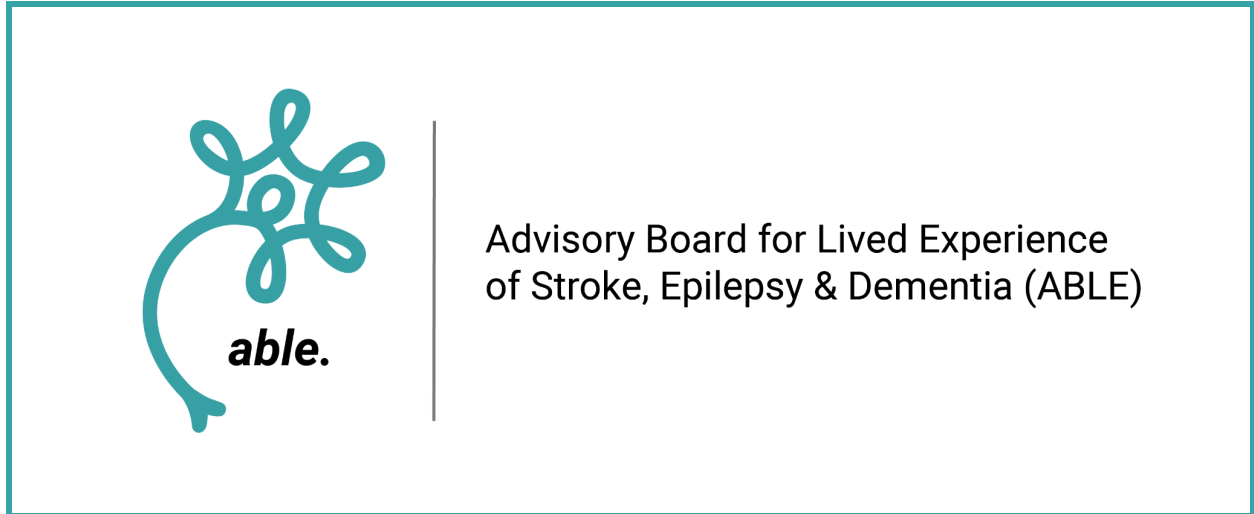 able.
Advisory Board for Lived Experience
of Stroke, Epilepsy & Dementia (ABLE)